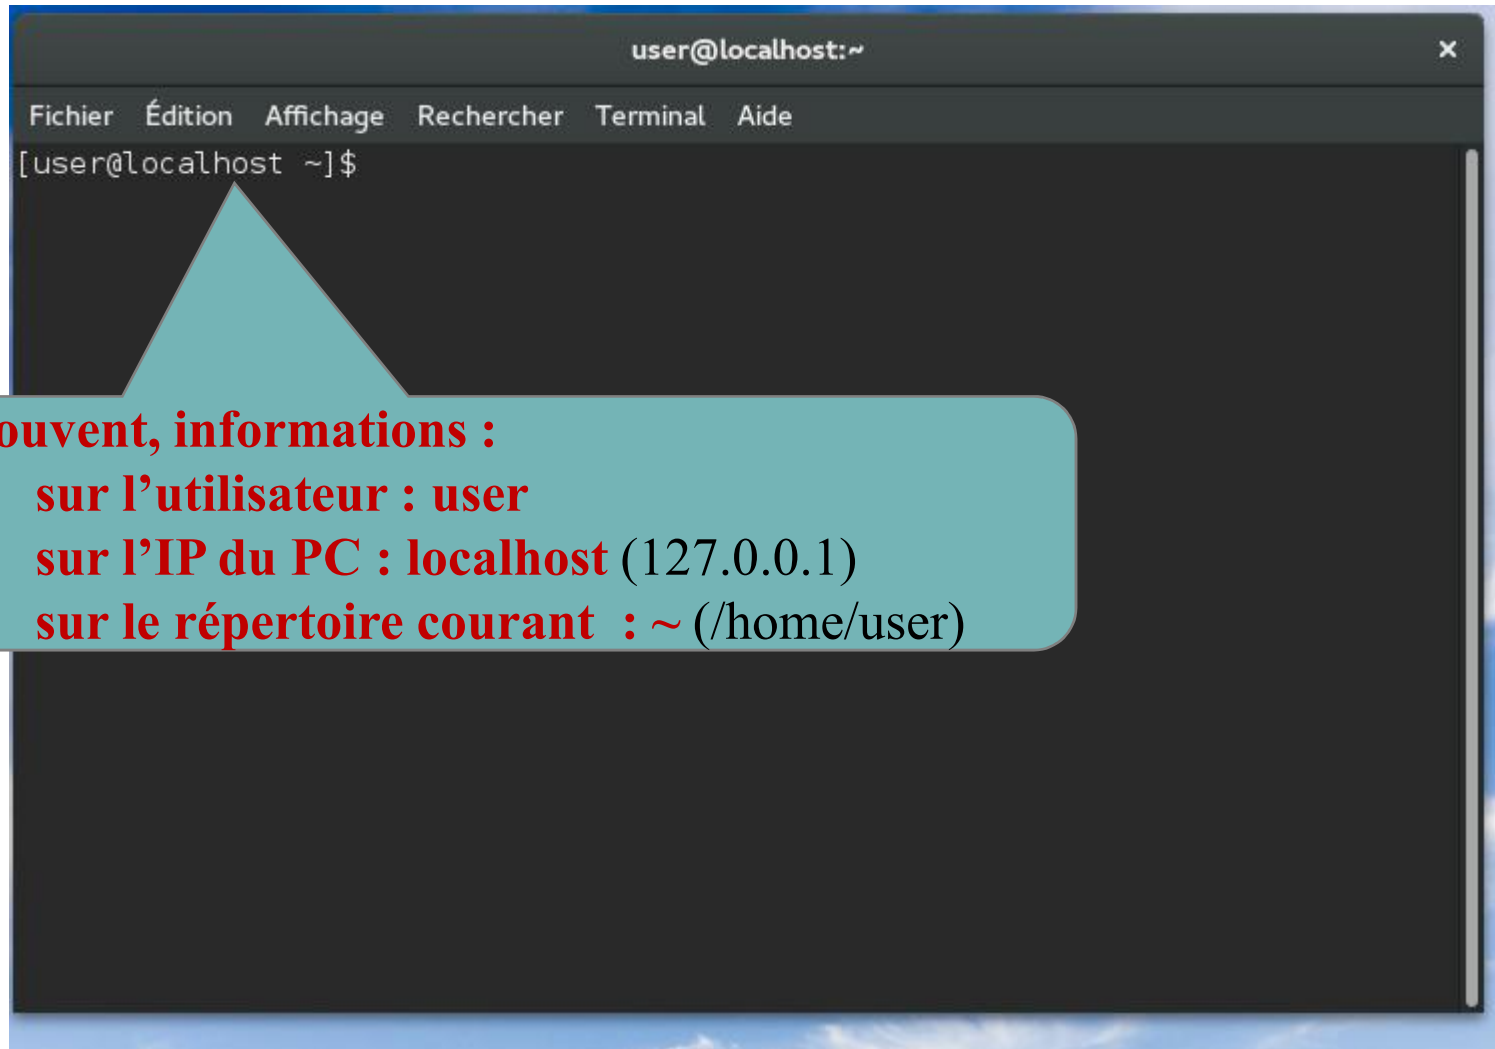 user@localhost:~ ×
Fichier Édition Affichage Rechercher Terminal Aide
[user@localhost ~]$
ouvent, informations :
sur l’utilisateur : user
sur l’IP du PC : localhost (127.0.0.1)
sur le répertoire courant : ~ (/home/user)